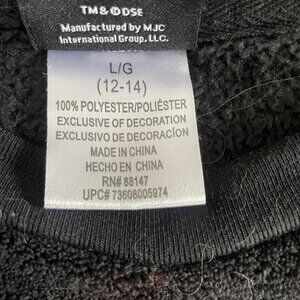 TM&©DSE
Manufactured by MJC
International Group, LLC.
L/G
(12-14)
100% POLYESTER/POLIÉSTER
EXCLUSIVE OF DECORATION
EXCLUSIVO DE DECORACIÓN
MADE IN CHINA
HECHO EN CHINA
RN# 88147
UPC# 73608005974